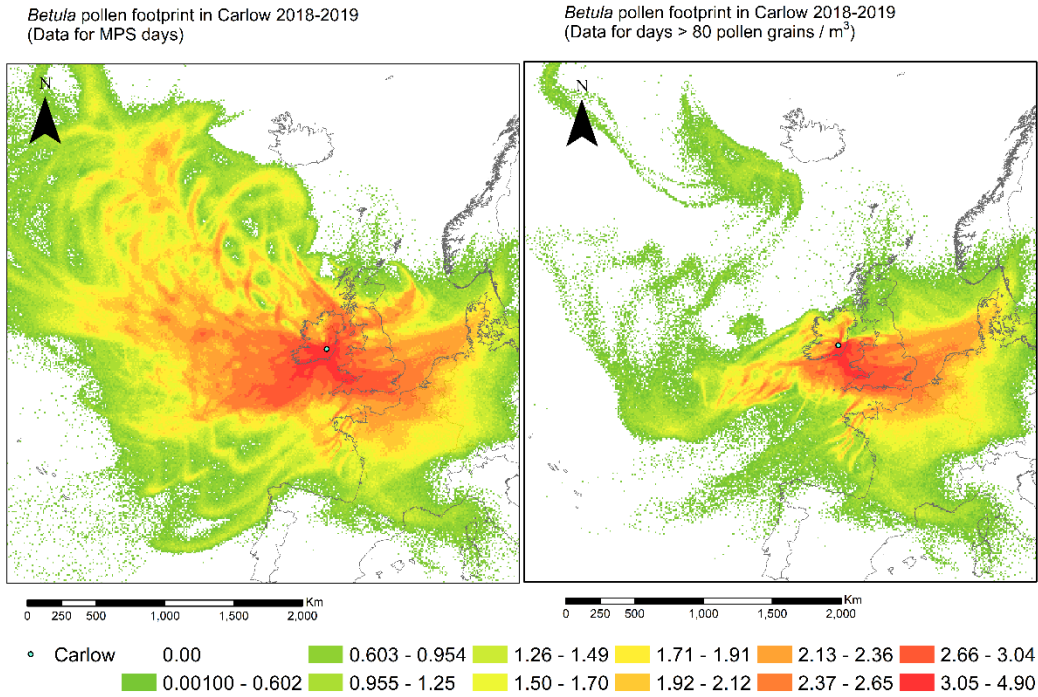 Betula pollen footprint in Carlow 2018-2019
(Data for MPS days)
Betula pollen footprint in Carlow 2018-2019
(Data for days > 80 pollen grains / m³)
N
N
Km
0 250 500 1,000 1,500 2,000
Km
0 250 500 1,000 1,500 2,000
Carlow 0.00 0.603 - 0.954 1.26 - 1.49 1.71 - 1.91 2.13 - 2.36 2.66 - 3.04
0.00100 - 0.602 0.955 - 1.25 1.50 - 1.70 1.92 - 2.12 2.37 - 2.65 3.05 - 4.90